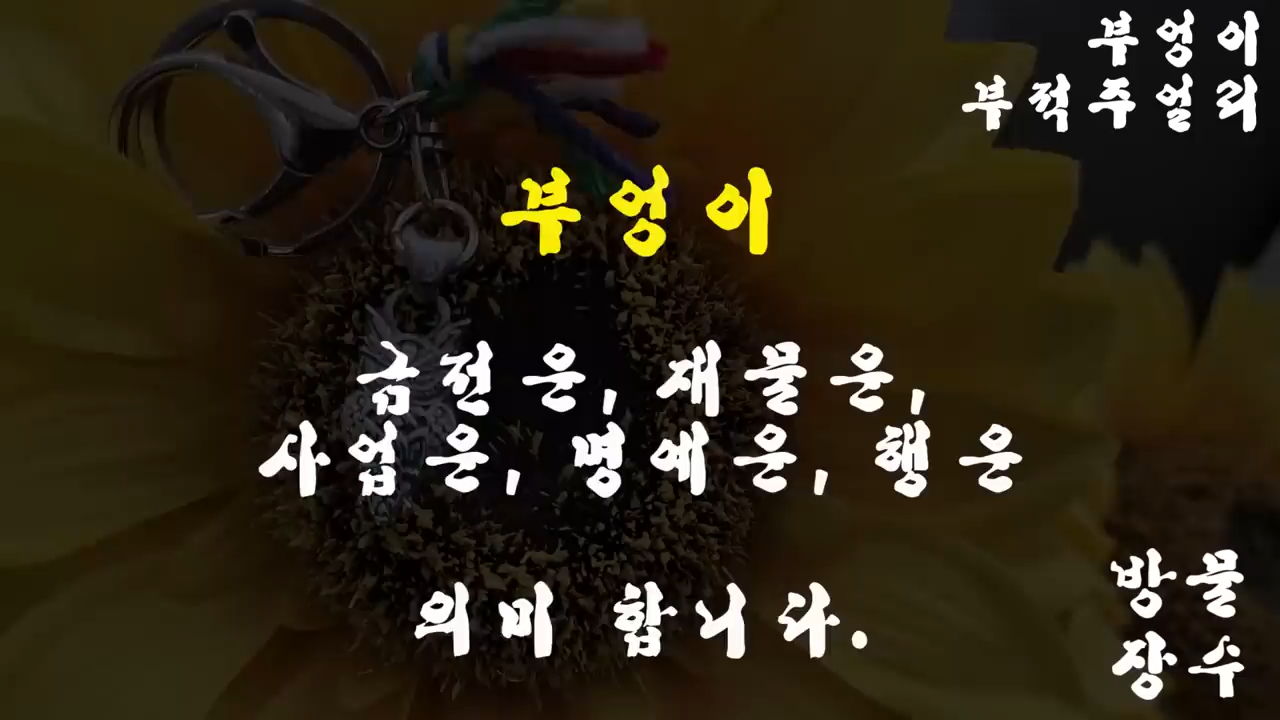 부엉이
부적주얼리
부엉이
금전운, 재물운,
사업운, 명예운, 행운
의미 합니다.
방물
장수